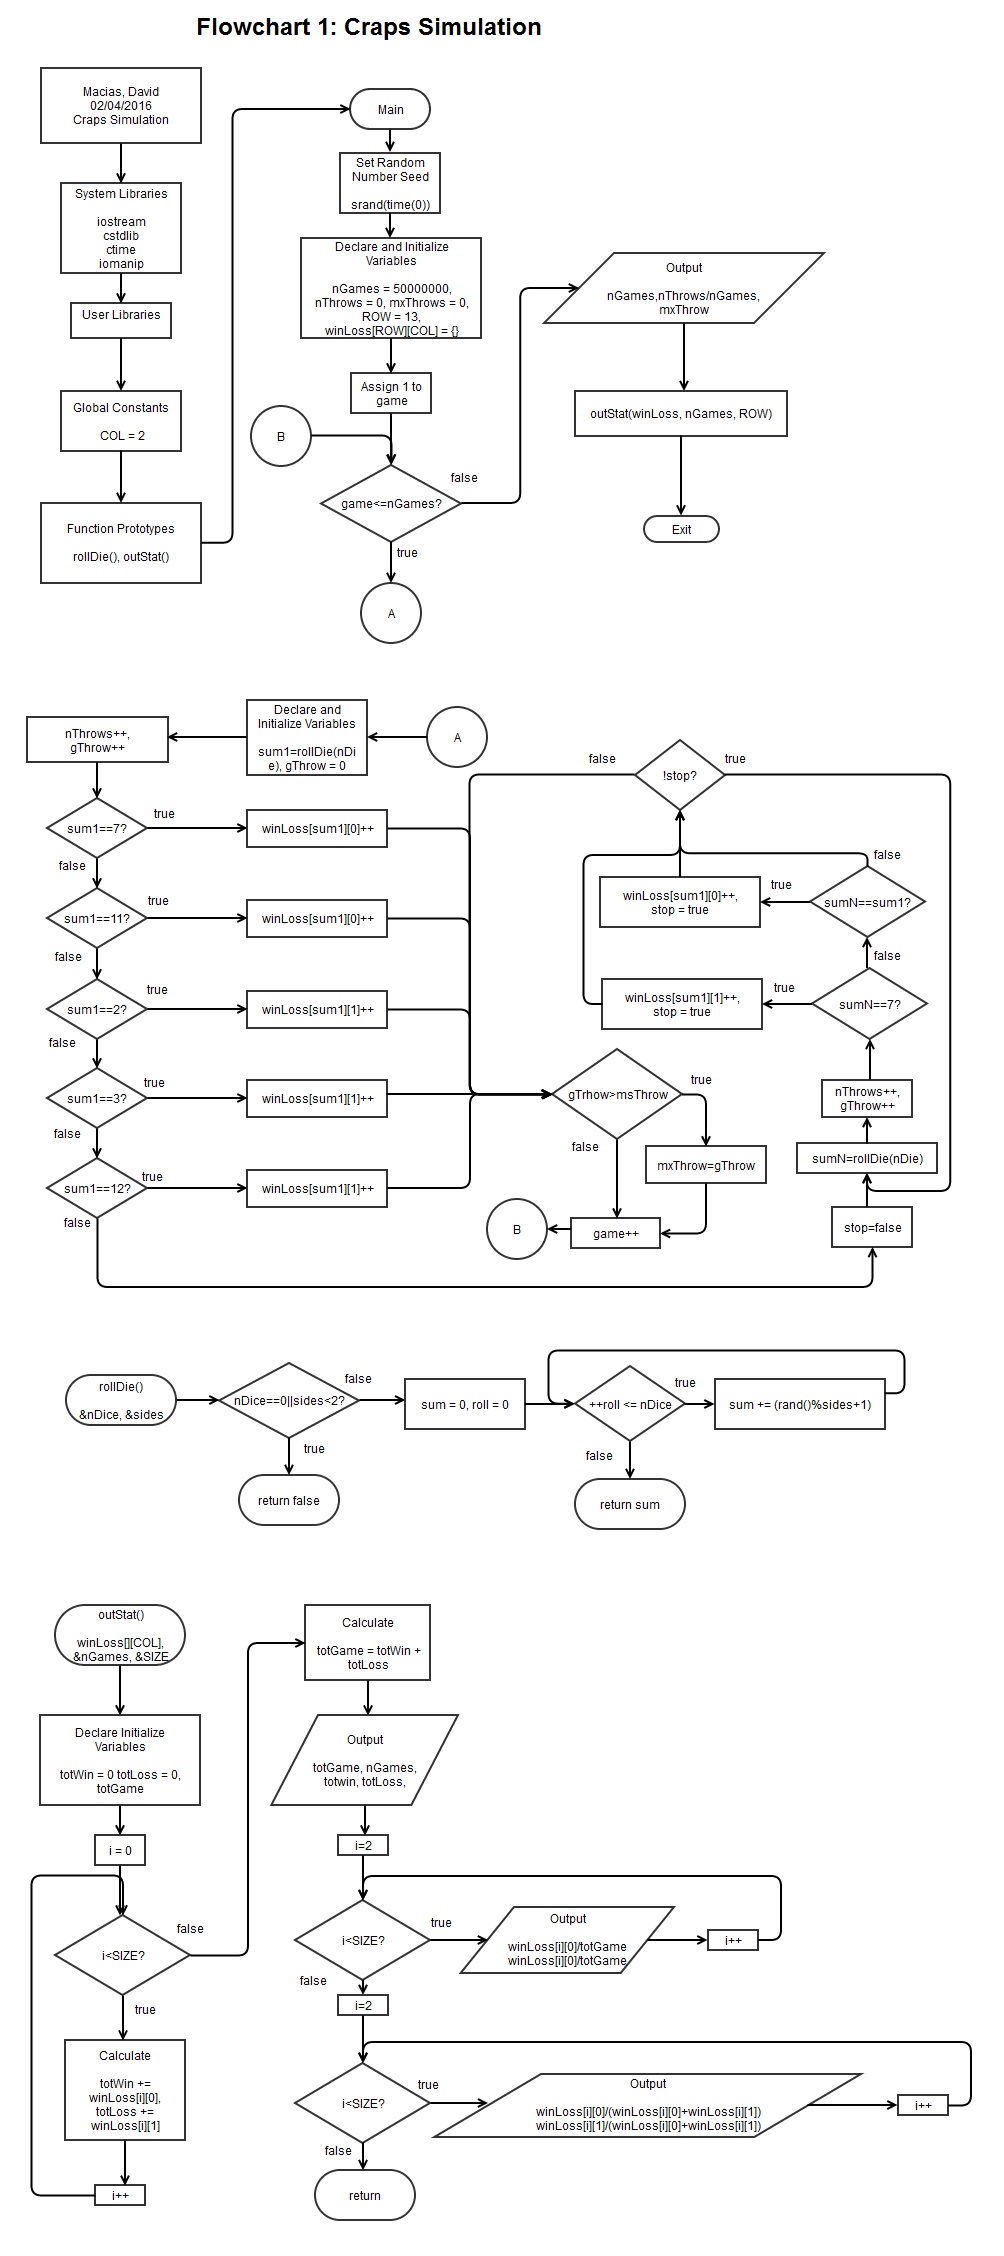 Flowchart 1: Craps Simulation
Macias, David
02/04/2016
Craps Simulation
System Libraries
iostream
cstdlib
ctime
iomanip
User Libraries
Global Constants
COL = 2
Function Prototypes
rollDie(), outStat()
Main
Set Random
Number Seed
srand(time(0))
Declare and Initialize
Variables
nGames = 50000000,
nThrows = 0, mxThrows = 0,
ROW = 13,
winLoss[ROW][COL] = {}
Assign 1 to
game
B
game<=nGames?
false
true
A
Output
nGames,nThrows/nGames,
mxThrow
outStat(winLoss, nGames, ROW)
Exit
A
Declare and
Initialize Variables
sum1=rollDie(nDi
e), gThrow = 0
nThrows++,
gThrow++
sum1==7?
true
winLoss[sum1][0]++
false
sum1==11?
true
winLoss[sum1][0]++
false
sum1==2?
true
winLoss[sum1][1]++
false
sum1==3?
true
winLoss[sum1][1]++
false
sum1==12?
true
winLoss[sum1][1]++
false
false
!stop?
true
false
winLoss[sum1][0]++,
stop = true
true
sumN==sum1?
false
winLoss[sum1][1]++,
stop = true
true
sumN==7?
nThrows++,
gThrow++
sumN=rollDie(nDie)
stop=false
gTrhow>msThrow
true
false
mxThrow=gThrow
game++
B
rollDie()
&nDice, &sides
nDice==0||sides<2?
false
true
return false
sum = 0, roll = 0
++roll <= nDice
true
false
sum += (rand()%sides+1)
return sum
outStat()
winLoss[][COL],
&nGames, &SIZE
Declare Initialize
Variables
totWin = 0 totLoss = 0,
totGame
i = 0
i<SIZE?
false
true
Calculate
totWin +=
winLoss[i][0],
totLoss +=
winLoss[i][1]
i++
Calculate
totGame = totWin +
totLoss
Output
totGame, nGames,
totwin, totLoss,
i=2
i<SIZE?
true
false
Output
winLoss[i][0]/totGame
winLoss[i][0]/totGame
i++
i=2
i<SIZE?
true
false
Output
winLoss[i][0]/(winLoss[i][0]+winLoss[i][1])
winLoss[i][1]/(winLoss[i][0]+winLoss[i][1])
i++
return